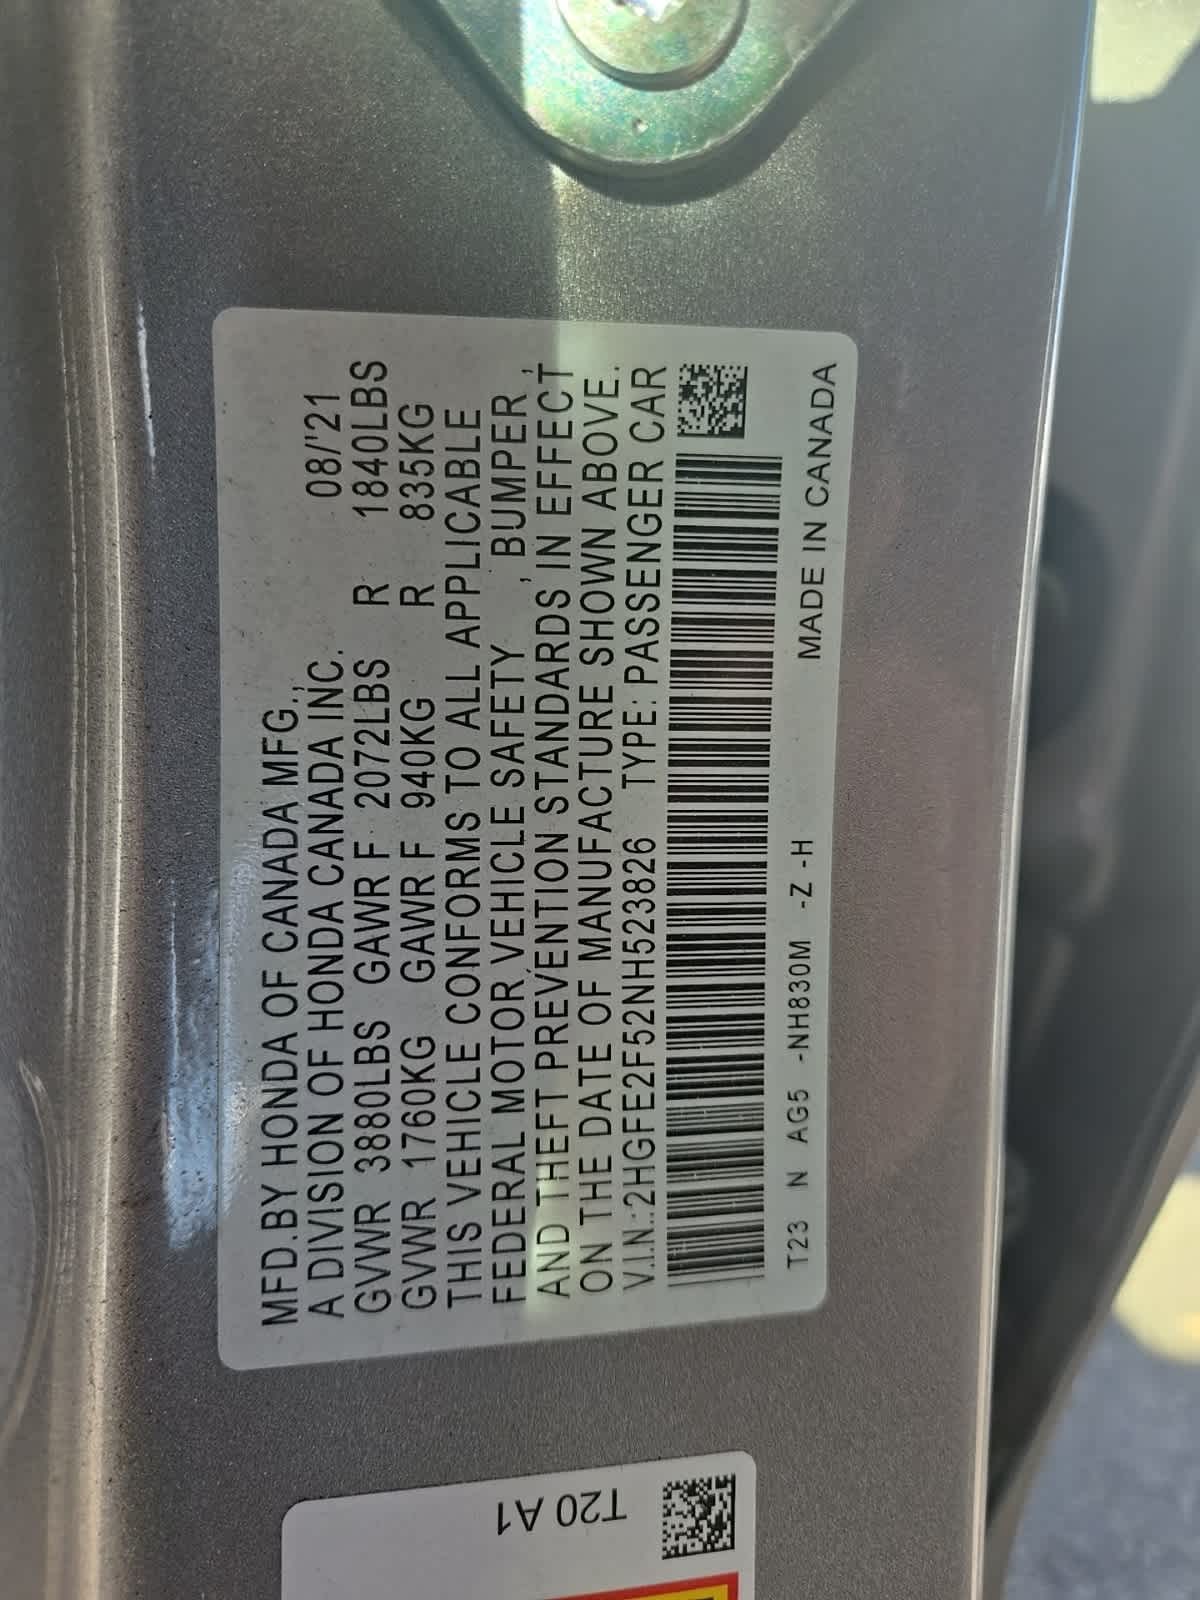 MFD.BY HONDA OF CANADA MFG.,
A DIVISION OF HONDA CANADA INC. 08/'21
GVWR 3880LBS GAWR F 2072LBS R 1840LBS
GVWR 1760KG GAWR F 940KG R 835KG
THIS VEHICLE CONFORMS TO ALL APPLICABLE
FEDERAL MOTOR VEHICLE SAFETY , BUMPER ,
AND THEFT PREVENTION STANDARDS IN EFFECT
ON THE DATE OF MANUFACTURE SHOWN ABOVE.
V.I.N.:2HGFE2F52NH523826 TYPE: PASSENGER CAR
T23 N AG5 -NH830M -Z -H MADE IN CANADA
T20 A1